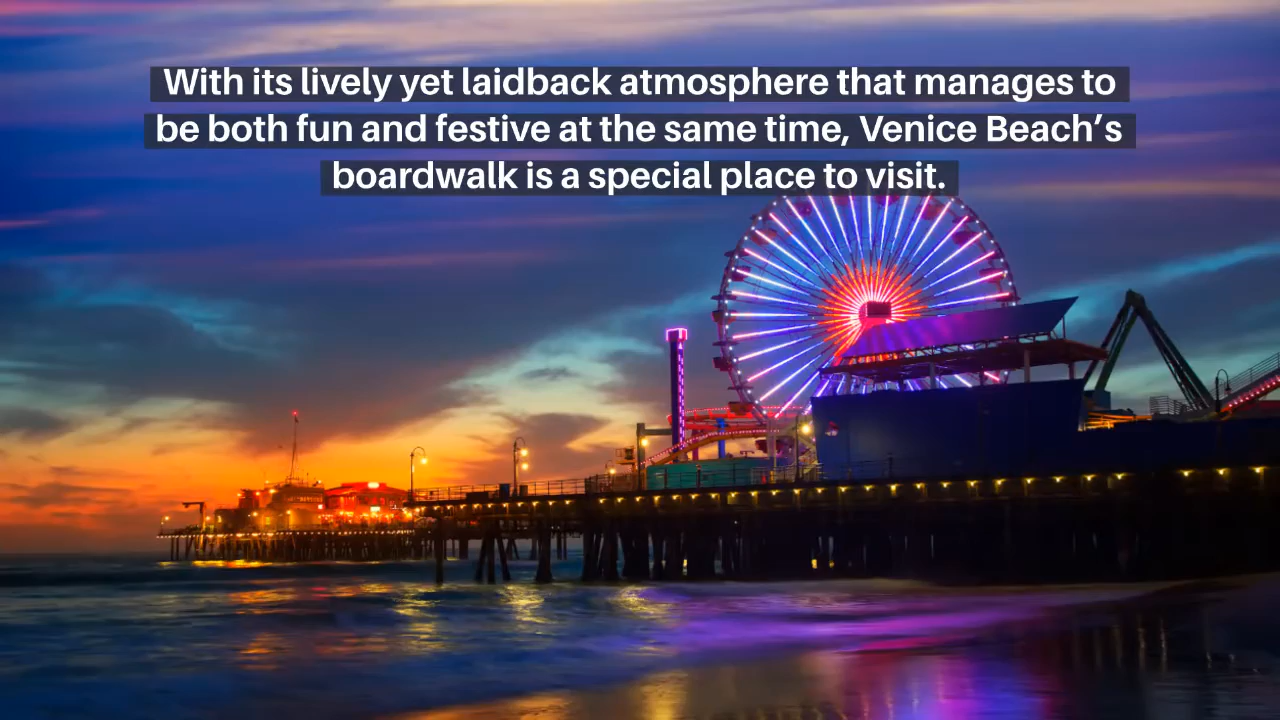 With its lively yet laidback atmosphere that manages to
be both fun and festive at the same time, Venice Beach’s
boardwalk is a special place to visit.